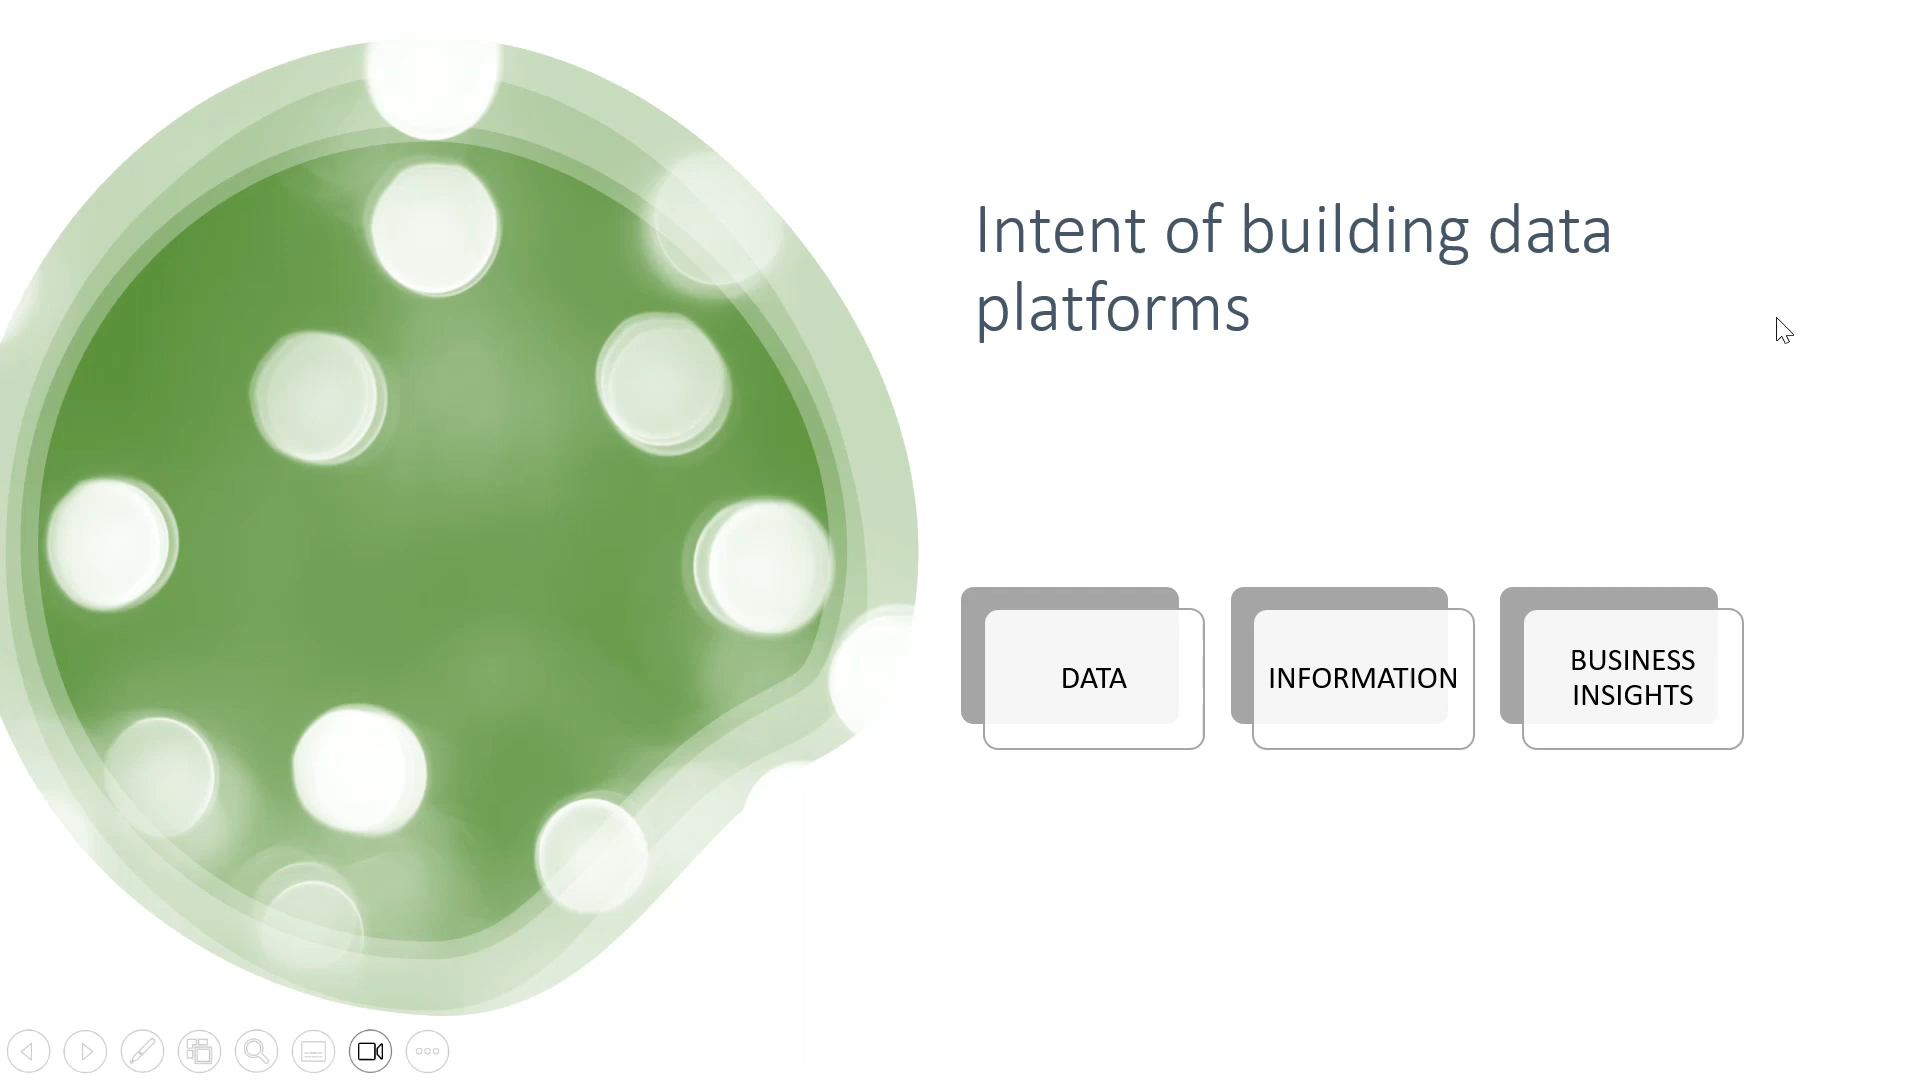 Intent of building data
platforms
DATA
INFORMATION
BUSINESS
INSIGHTS